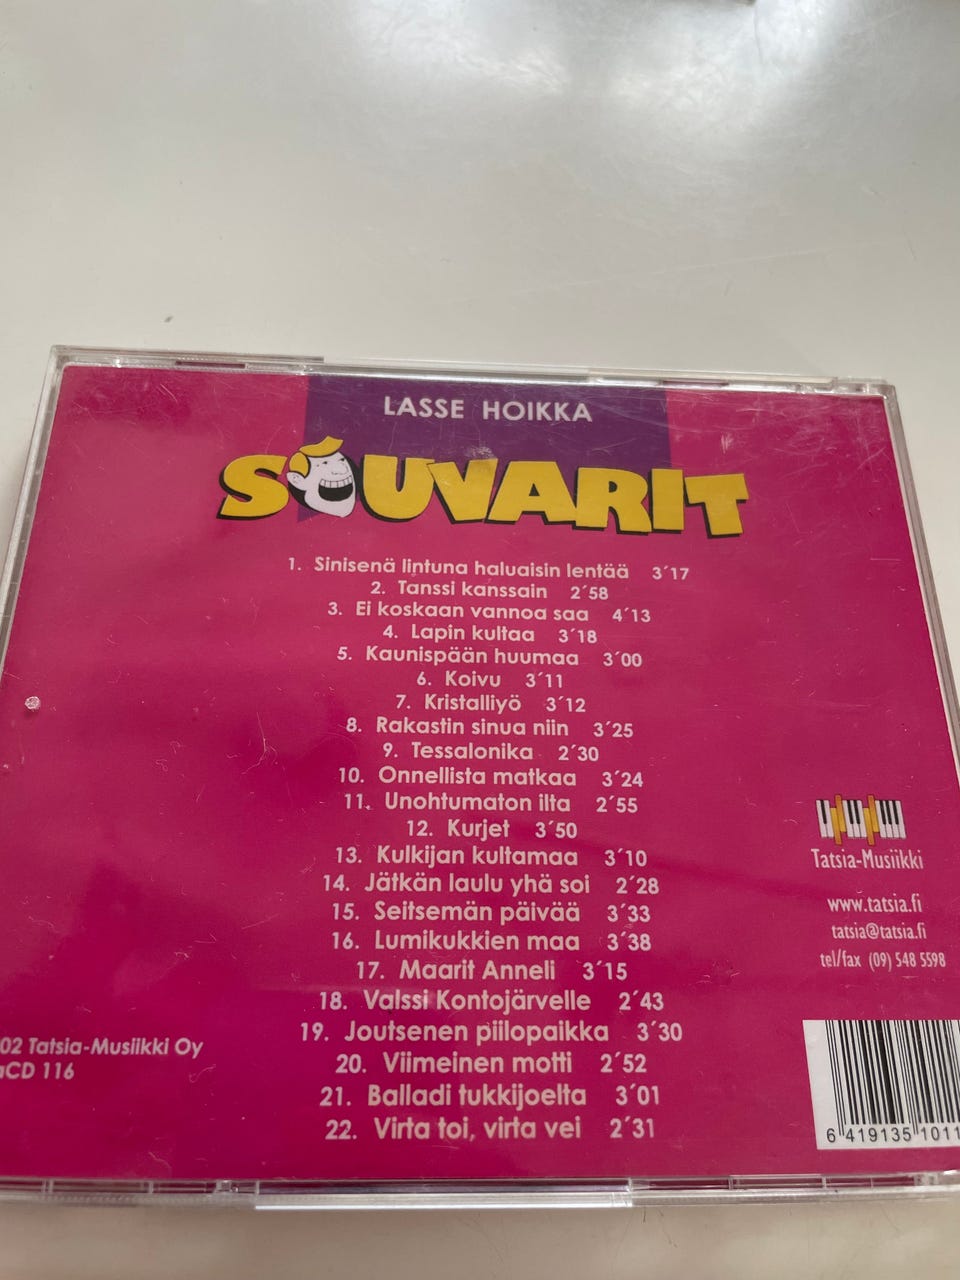 LASSE HOIKKA
SOUVARIT
1. Sinisenä lintuna haluaisin lentää 3´17
2. Tanssi kanssain 2´58
3. Ei koskaan vannoa saa 4´13
4. Lapin kultaa 3´18
5. Kaunispään huumaa 3´00
6. Koivu 3´11
7. Kristalliyö 3´12
8. Rakastin sinua niin 3´25
9. Tessalonika 2´30
10. Onnellista matkaa 3´24
11. Unohtumaton ilta 2´55
12. Kurjet 3´50
13. Kulkijan kultamaa 3´10
14. Jätkän laulu yhä soi 2´28
15. Seitsemän päivää 3´33
16. Lumikukkien maa 3´38
17. Maarit Anneli 3´15
18. Valssi Kontojärvelle 2´43
19. Joutsenen piilopaikka 3´30
20. Viimeinen motti 2´52
21. Balladi tukkijoelta 3´01
22. Virta toi, virta vei 2´31
Tatsia-Musiikki
www.tatsia.fi
tatsia@tatsia.fi
tel/fax (09) 548 5598
02 Tatsia-Musiikki Oy
aCD 116
6 419135 1011